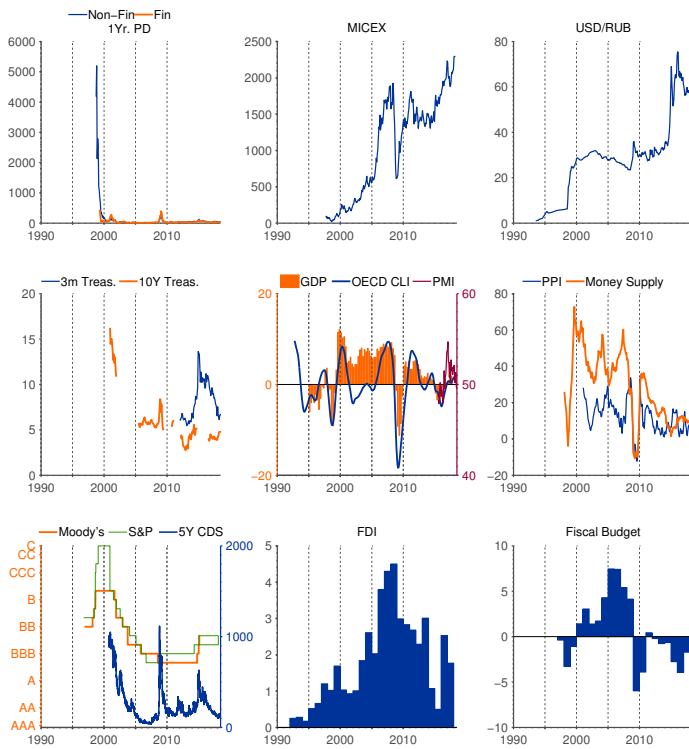 Non−Fin Fin
1Yr. PD
MICEX
USD/RUB
6000
5000
4000
3000
2000
1000
0
1990 2000 2010
2500
2000
1500
1000
500
0
1990 2000 2010
80
60
40
20
0
1990 2000 2010
3m Treas. 10Y Treas.
GDP OECD CLI PMI
PPI Money Supply
20
15
10
5
0
1990 2000 2010
20
0
−20
60
50
40
1990 2000 2010
80
60
40
20
0
−20
1990 2000 2010
Moody's S&P 5Y CDS
FDI
Fiscal Budget
C
CC
CCC
B
BB
BBB
A
AA
AAA
2000
1000
0
1990 2000 2010
5
4
3
2
1
0
1990 2000 2010
10
5
0
−5
−10
1990 2000 2010